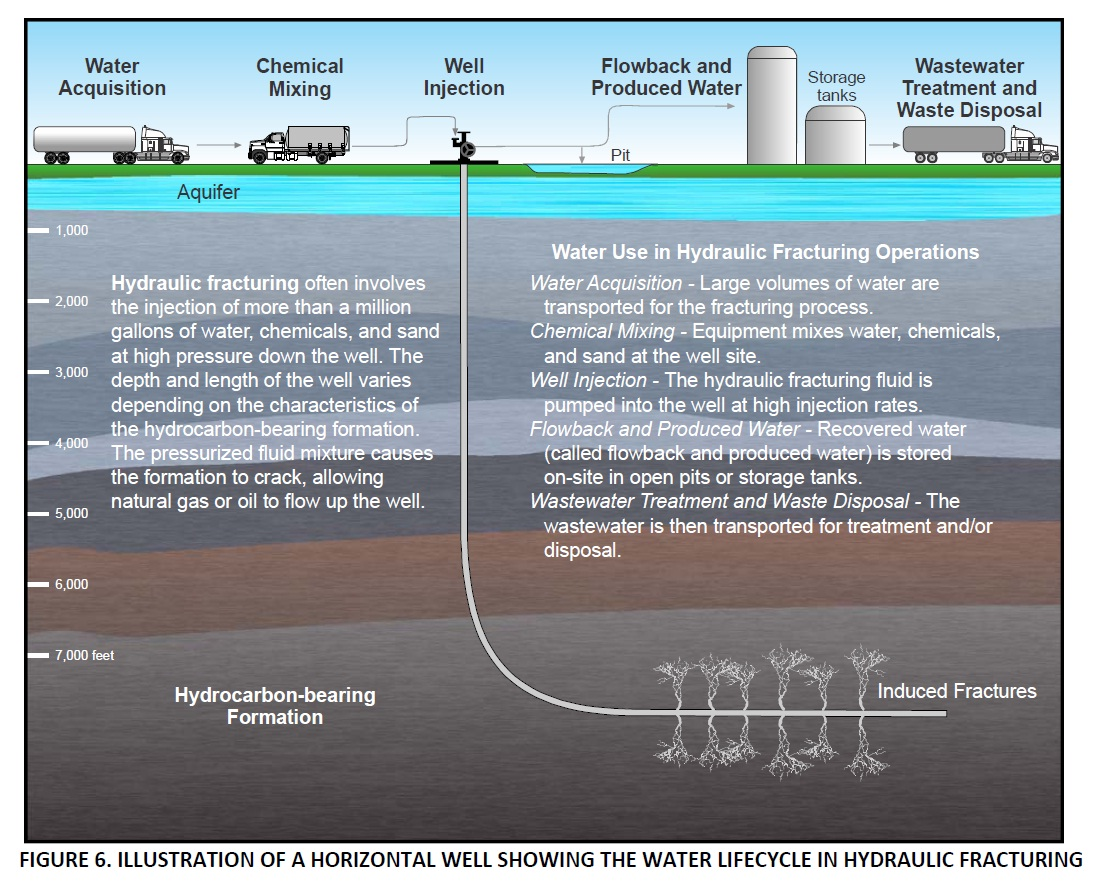 Water
Acquisition
Chemical
Mixing
Well
Injection
Flowback and
Produced Water
Storage
tanks
Wastewater
Treatment and
Waste Disposal
Pit
Aquifer
1,000
2,000
3,000
4,000
5,000
6,000
7,000 feet
Hydraulic fracturing often involves
the injection of more than a million
gallons of water, chemicals, and sand
at high pressure down the well. The
depth and length of the well varies
depending on the characteristics of
the hydrocarbon-bearing formation.
The pressurized fluid mixture causes
the formation to crack, allowing
natural gas or oil to flow up the well.
Water Use in Hydraulic Fracturing Operations
Water Acquisition - Large volumes of water are
transported for the fracturing process.
Chemical Mixing - Equipment mixes water, chemicals,
and sand at the well site.
Well Injection - The hydraulic fracturing fluid is
pumped into the well at high injection rates.
Flowback and Produced Water - Recovered water
(called flowback and produced water) is stored
on-site in open pits or storage tanks.
Wastewater Treatment and Waste Disposal - The
wastewater is then transported for treatment and/or
disposal.
Hydrocarbon-bearing
Formation
Induced Fractures
FIGURE 6. ILLUSTRATION OF A HORIZONTAL WELL SHOWING THE WATER LIFECYCLE IN HYDRAULIC FRACTURING